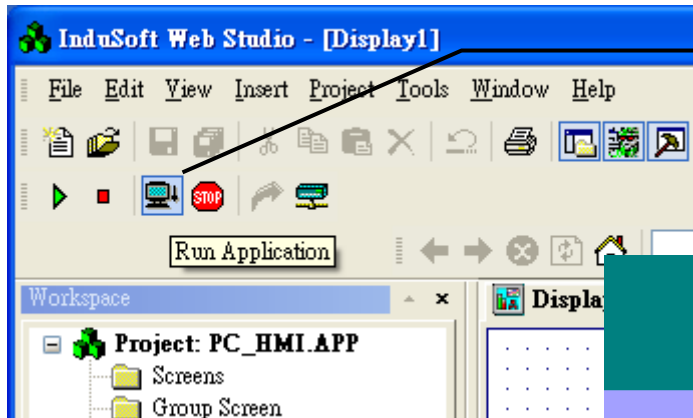 InduSoft Web Studio - [Display1]
File Edit View Insert Project Tools Window Help
STOP
Run Application
Workspace
Displa
Project: PC_HMI.APP
Screens
Group Screen